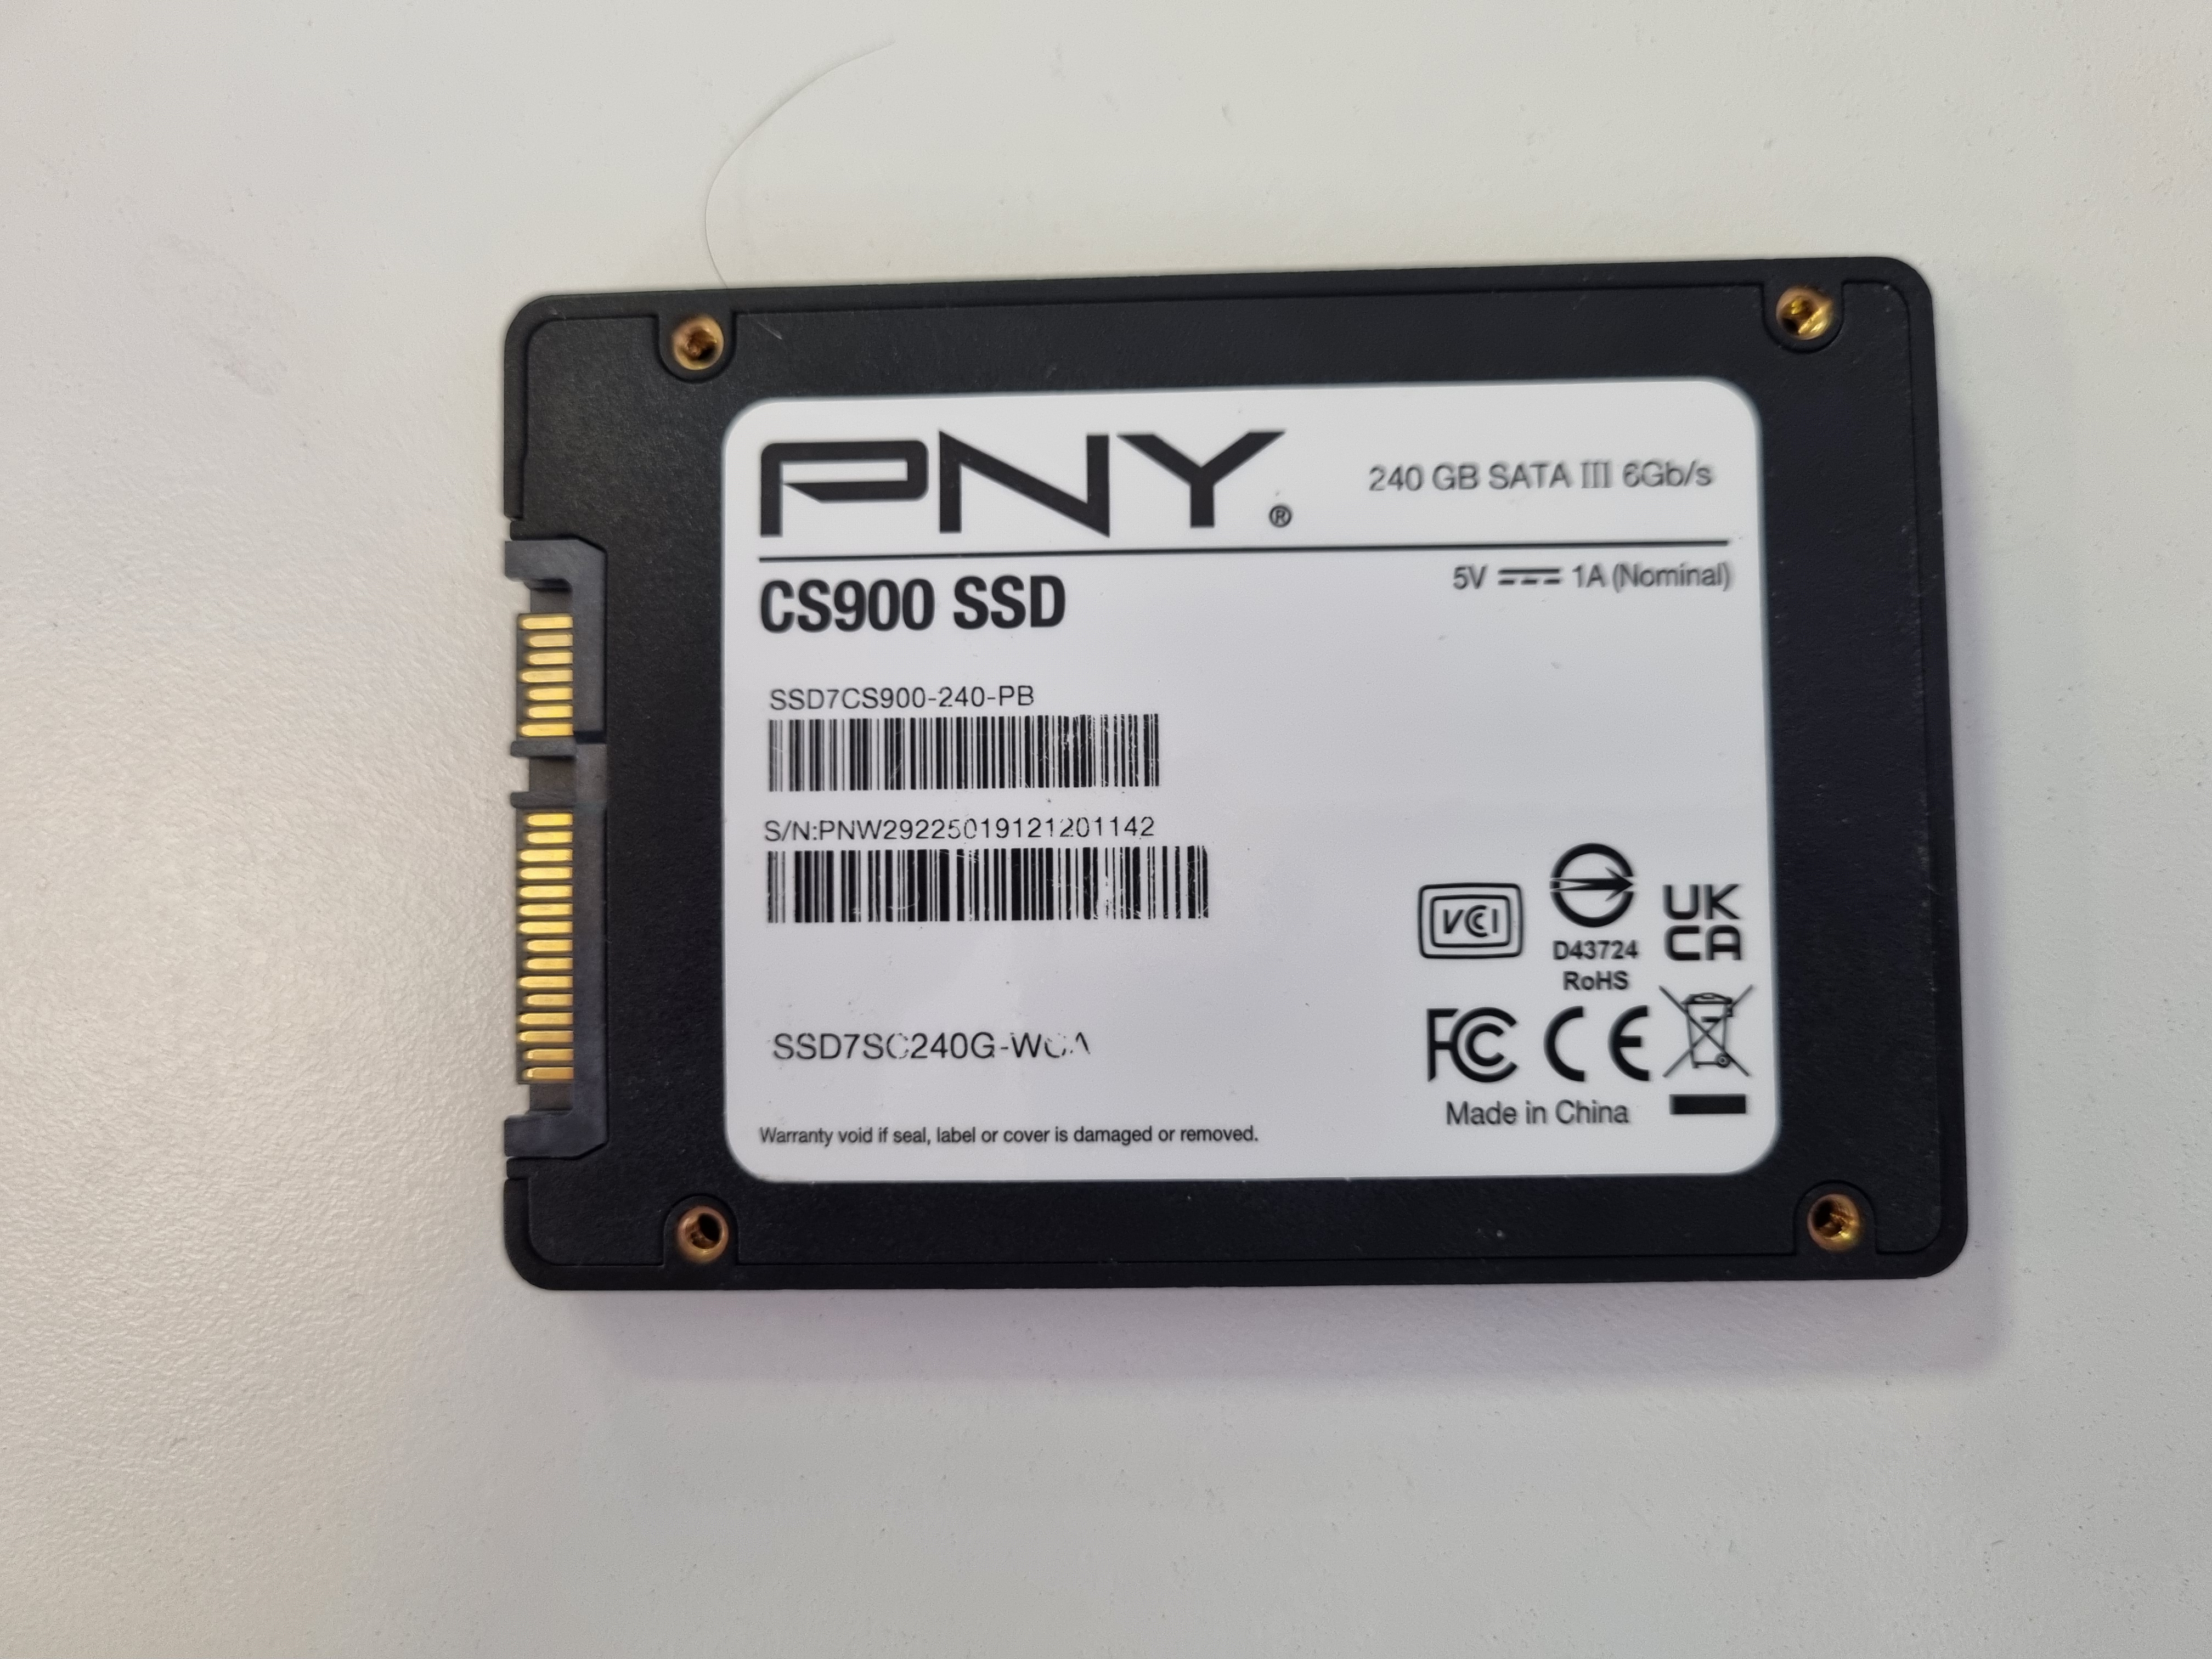 PNY®
240 GB SATA III 6Gb/s
5V 1A (Nominal)
CS900 SSD
SSD7CS900-240-PB
S/N:PNW29225019121201142
VCI
D43724
RoHS
UK
CA
SSD7SC240G-WCA
FC CE
Made in China
Warranty void if seal, label or cover is damaged or removed.